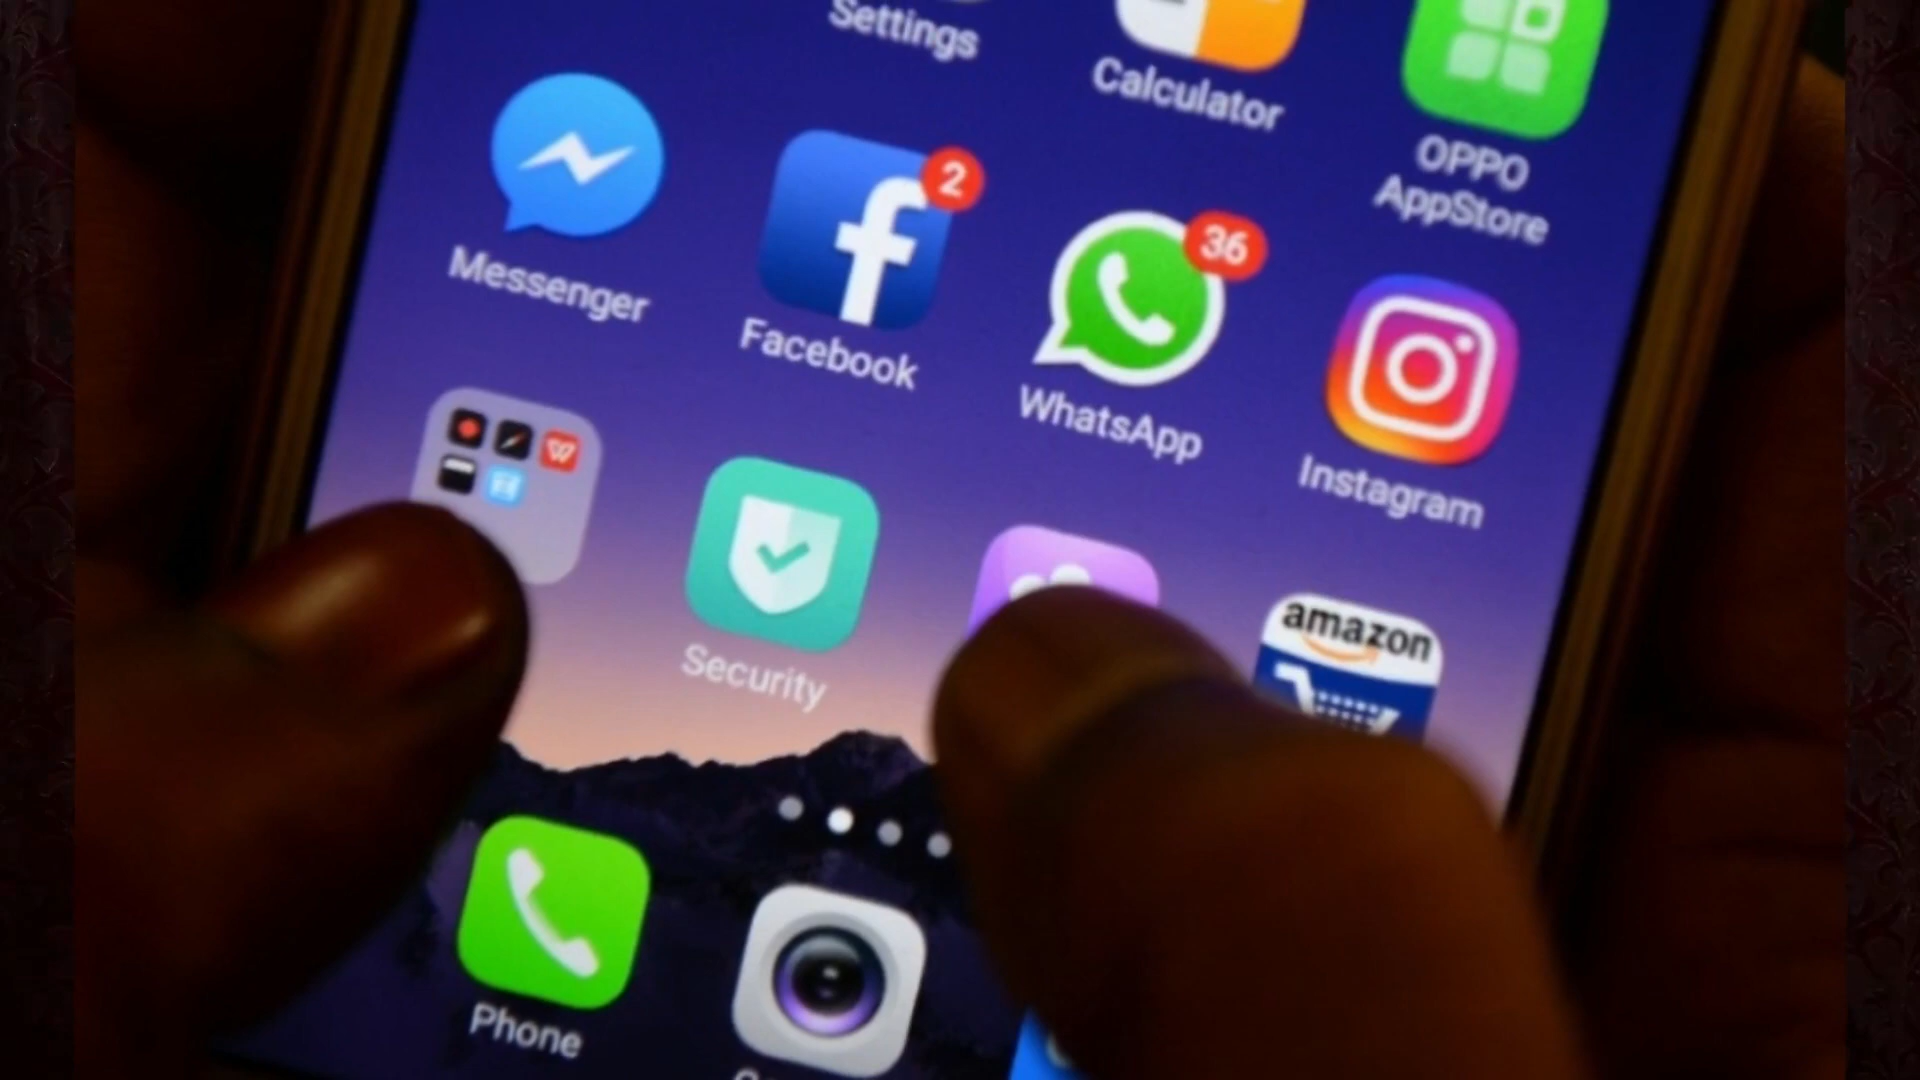 Settings
Calculator
OPPO
AppStore
Messenger
2
Facebook
36
WhatsApp
Instagram
Security
amazon
Phone